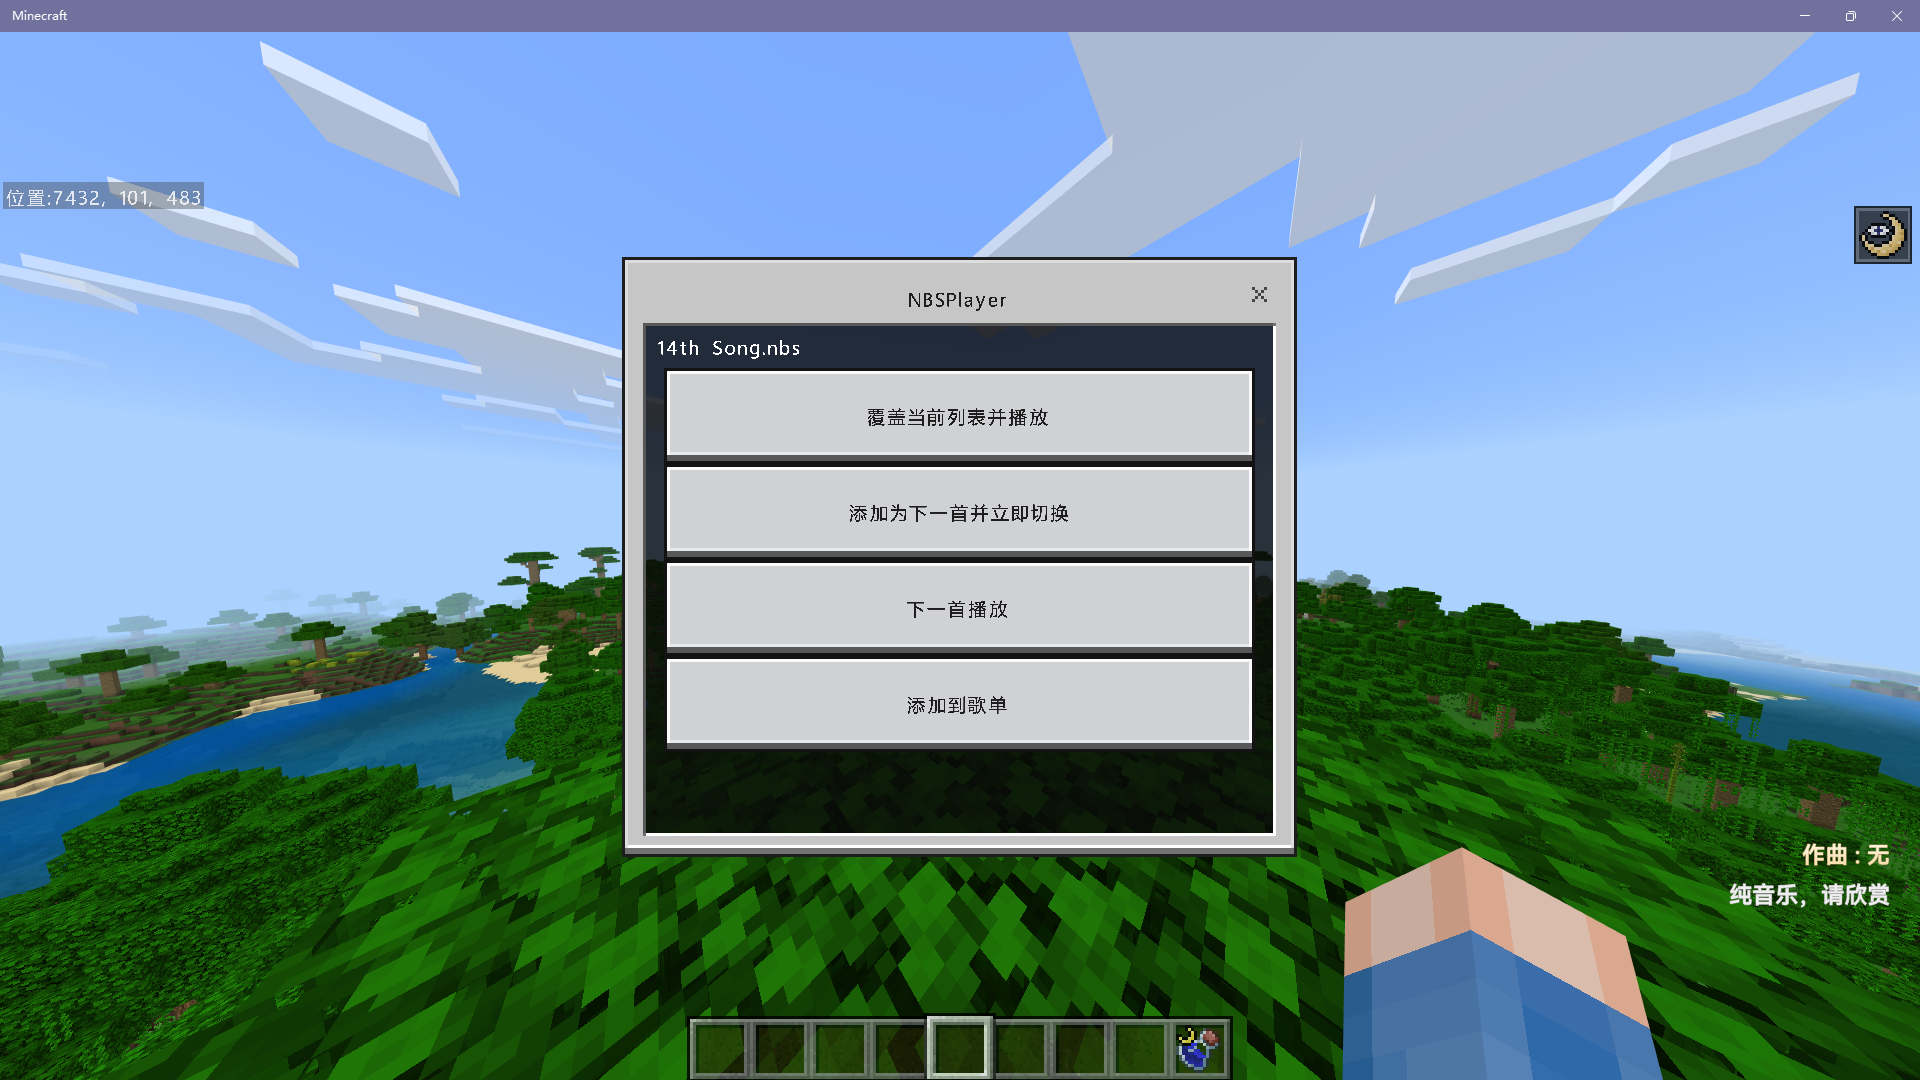 Minecraft
位置:7432, 101, 483
NBSPlayer
14th Song.nbs
覆盖当前列表并播放
添加为下一首并立即切换
下一首播放
添加到歌单
作曲 : 无
纯音乐，请欣赏